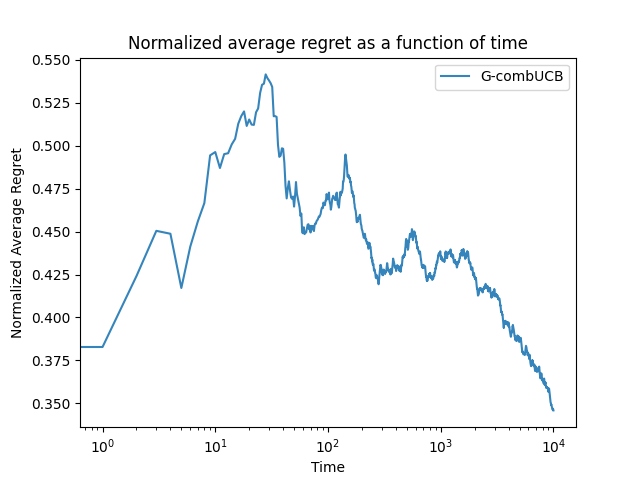 Normalized average regret as a function of time
G-combUCB
Normalized Average Regret
0.550
0.525
0.500
0.475
0.450
0.425
0.400
0.375
0.350
10⁰ 10¹ 10² 10³ 10⁴
Time